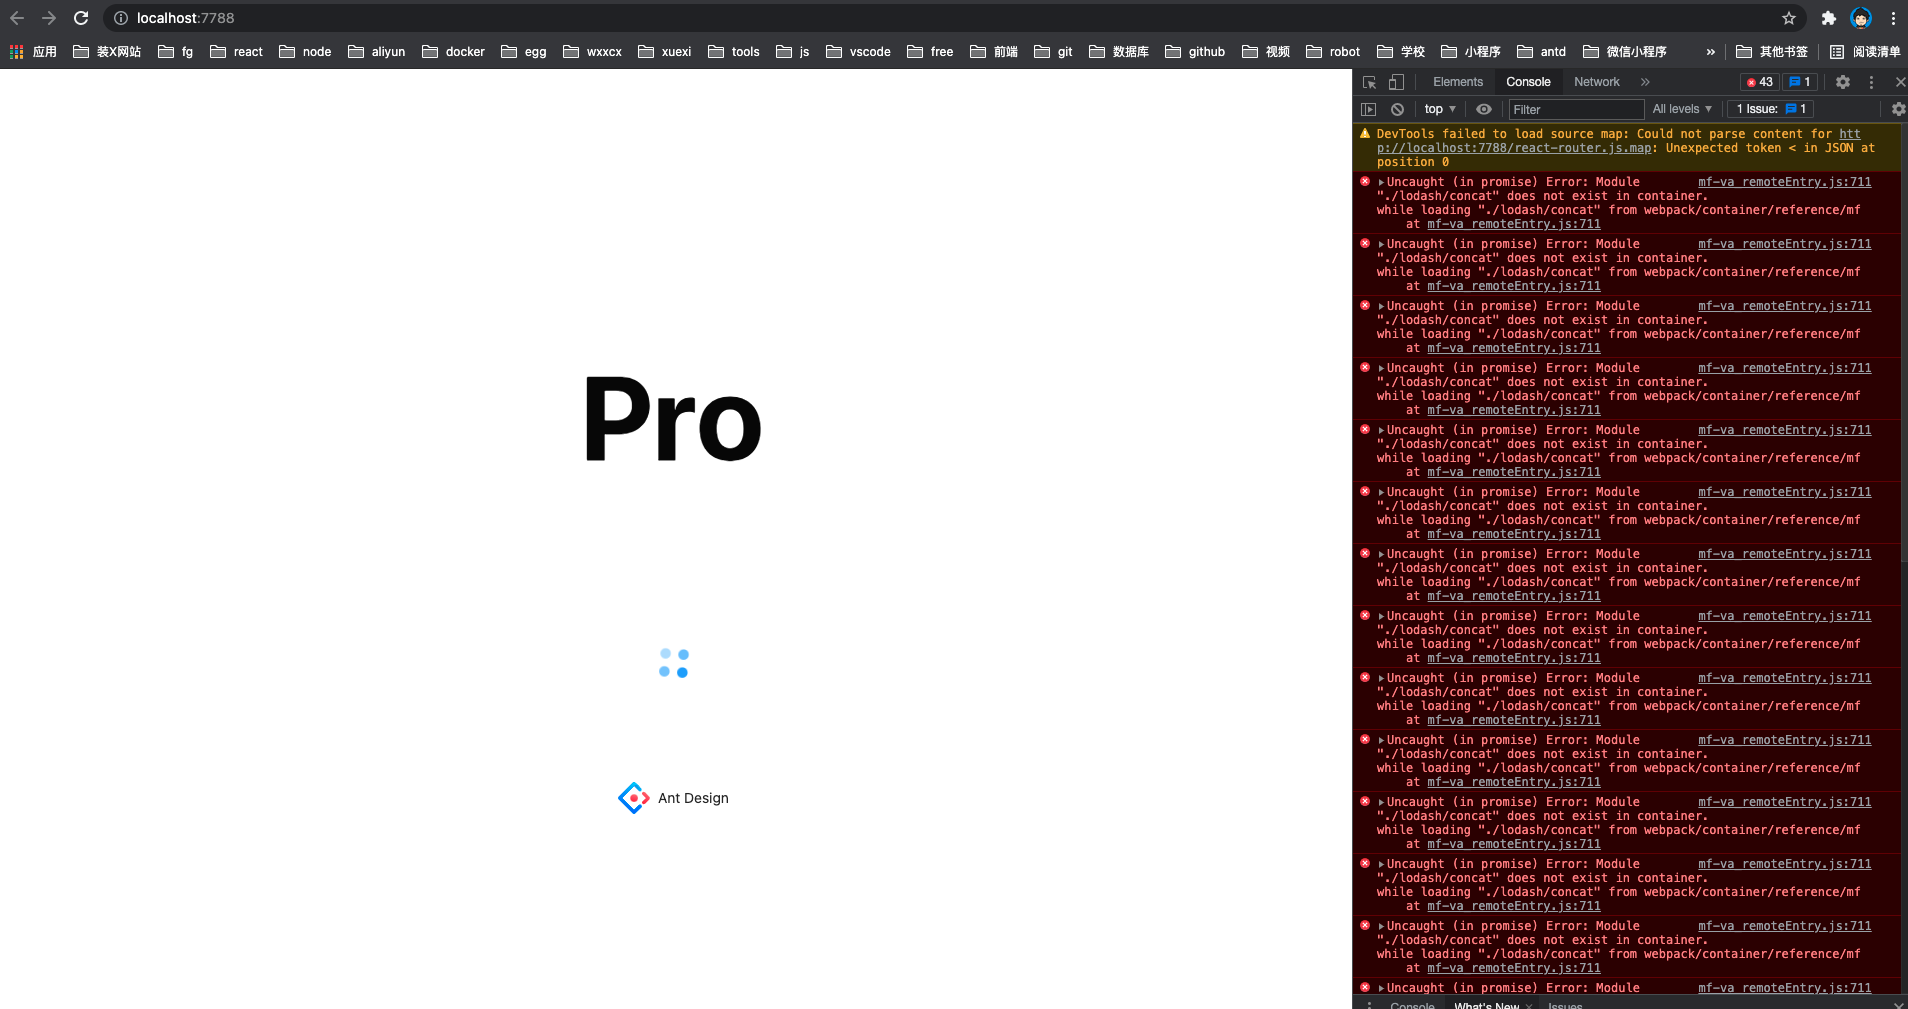 localhost:7788
应用 装X网站 fg react node aliyun docker egg wxxcx xuexi tools js vscode free 前端 git 数据库 github 视频 robot 学校 小程序 antd 微信小程序 » 其他书签 阅读清单
Elements Console Network » 43 1
top Filter All levels 1 Issue: 1
DevTools failed to load source map: Could not parse content for htt
p://localhost:7788/react-router.js.map: Unexpected token < in JSON at
position 0
Uncaught (in promise) Error: Module mf-va_remoteEntry.js:711
"./lodash/concat" does not exist in container.
while loading "./lodash/concat" from webpack/container/reference/mf
at mf-va_remoteEntry.js:711
Uncaught (in promise) Error: Module mf-va_remoteEntry.js:711
"./lodash/concat" does not exist in container.
while loading "./lodash/concat" from webpack/container/reference/mf
at mf-va_remoteEntry.js:711
Uncaught (in promise) Error: Module mf-va_remoteEntry.js:711
"./lodash/concat" does not exist in container.
while loading "./lodash/concat" from webpack/container/reference/mf
at mf-va_remoteEntry.js:711
Uncaught (in promise) Error: Module mf-va_remoteEntry.js:711
"./lodash/concat" does not exist in container.
while loading "./lodash/concat" from webpack/container/reference/mf
at mf-va_remoteEntry.js:711
Uncaught (in promise) Error: Module mf-va_remoteEntry.js:711
"./lodash/concat" does not exist in container.
while loading "./lodash/concat" from webpack/container/reference/mf
at mf-va_remoteEntry.js:711
Uncaught (in promise) Error: Module mf-va_remoteEntry.js:711
"./lodash/concat" does not exist in container.
while loading "./lodash/concat" from webpack/container/reference/mf
at mf-va_remoteEntry.js:711
Uncaught (in promise) Error: Module mf-va_remoteEntry.js:711
"./lodash/concat" does not exist in container.
while loading "./lodash/concat" from webpack/container/reference/mf
at mf-va_remoteEntry.js:711
Uncaught (in promise) Error: Module mf-va_remoteEntry.js:711
"./lodash/concat" does not exist in container.
while loading "./lodash/concat" from webpack/container/reference/mf
at mf-va_remoteEntry.js:711
Uncaught (in promise) Error: Module mf-va_remoteEntry.js:711
"./lodash/concat" does not exist in container.
while loading "./lodash/concat" from webpack/container/reference/mf
at mf-va_remoteEntry.js:711
Uncaught (in promise) Error: Module mf-va_remoteEntry.js:711
"./lodash/concat" does not exist in container.
while loading "./lodash/concat" from webpack/container/reference/mf
at mf-va_remoteEntry.js:711
Uncaught (in promise) Error: Module mf-va_remoteEntry.js:711
"./lodash/concat" does not exist in container.
while loading "./lodash/concat" from webpack/container/reference/mf
at mf-va_remoteEntry.js:711
Uncaught (in promise) Error: Module mf-va_remoteEntry.js:711
"./lodash/concat" does not exist in container.
while loading "./lodash/concat" from webpack/container/reference/mf
at mf-va_remoteEntry.js:711
Uncaught (in promise) Error: Module mf-va_remoteEntry.js:711
"./lodash/concat" does not exist in container.
while loading "./lodash/concat" from webpack/container/reference/mf
at mf-va_remoteEntry.js:711
Uncaught (in promise) Error: Module mf-va_remoteEntry.js:711
Console What's New Issues
Pro
Ant Design